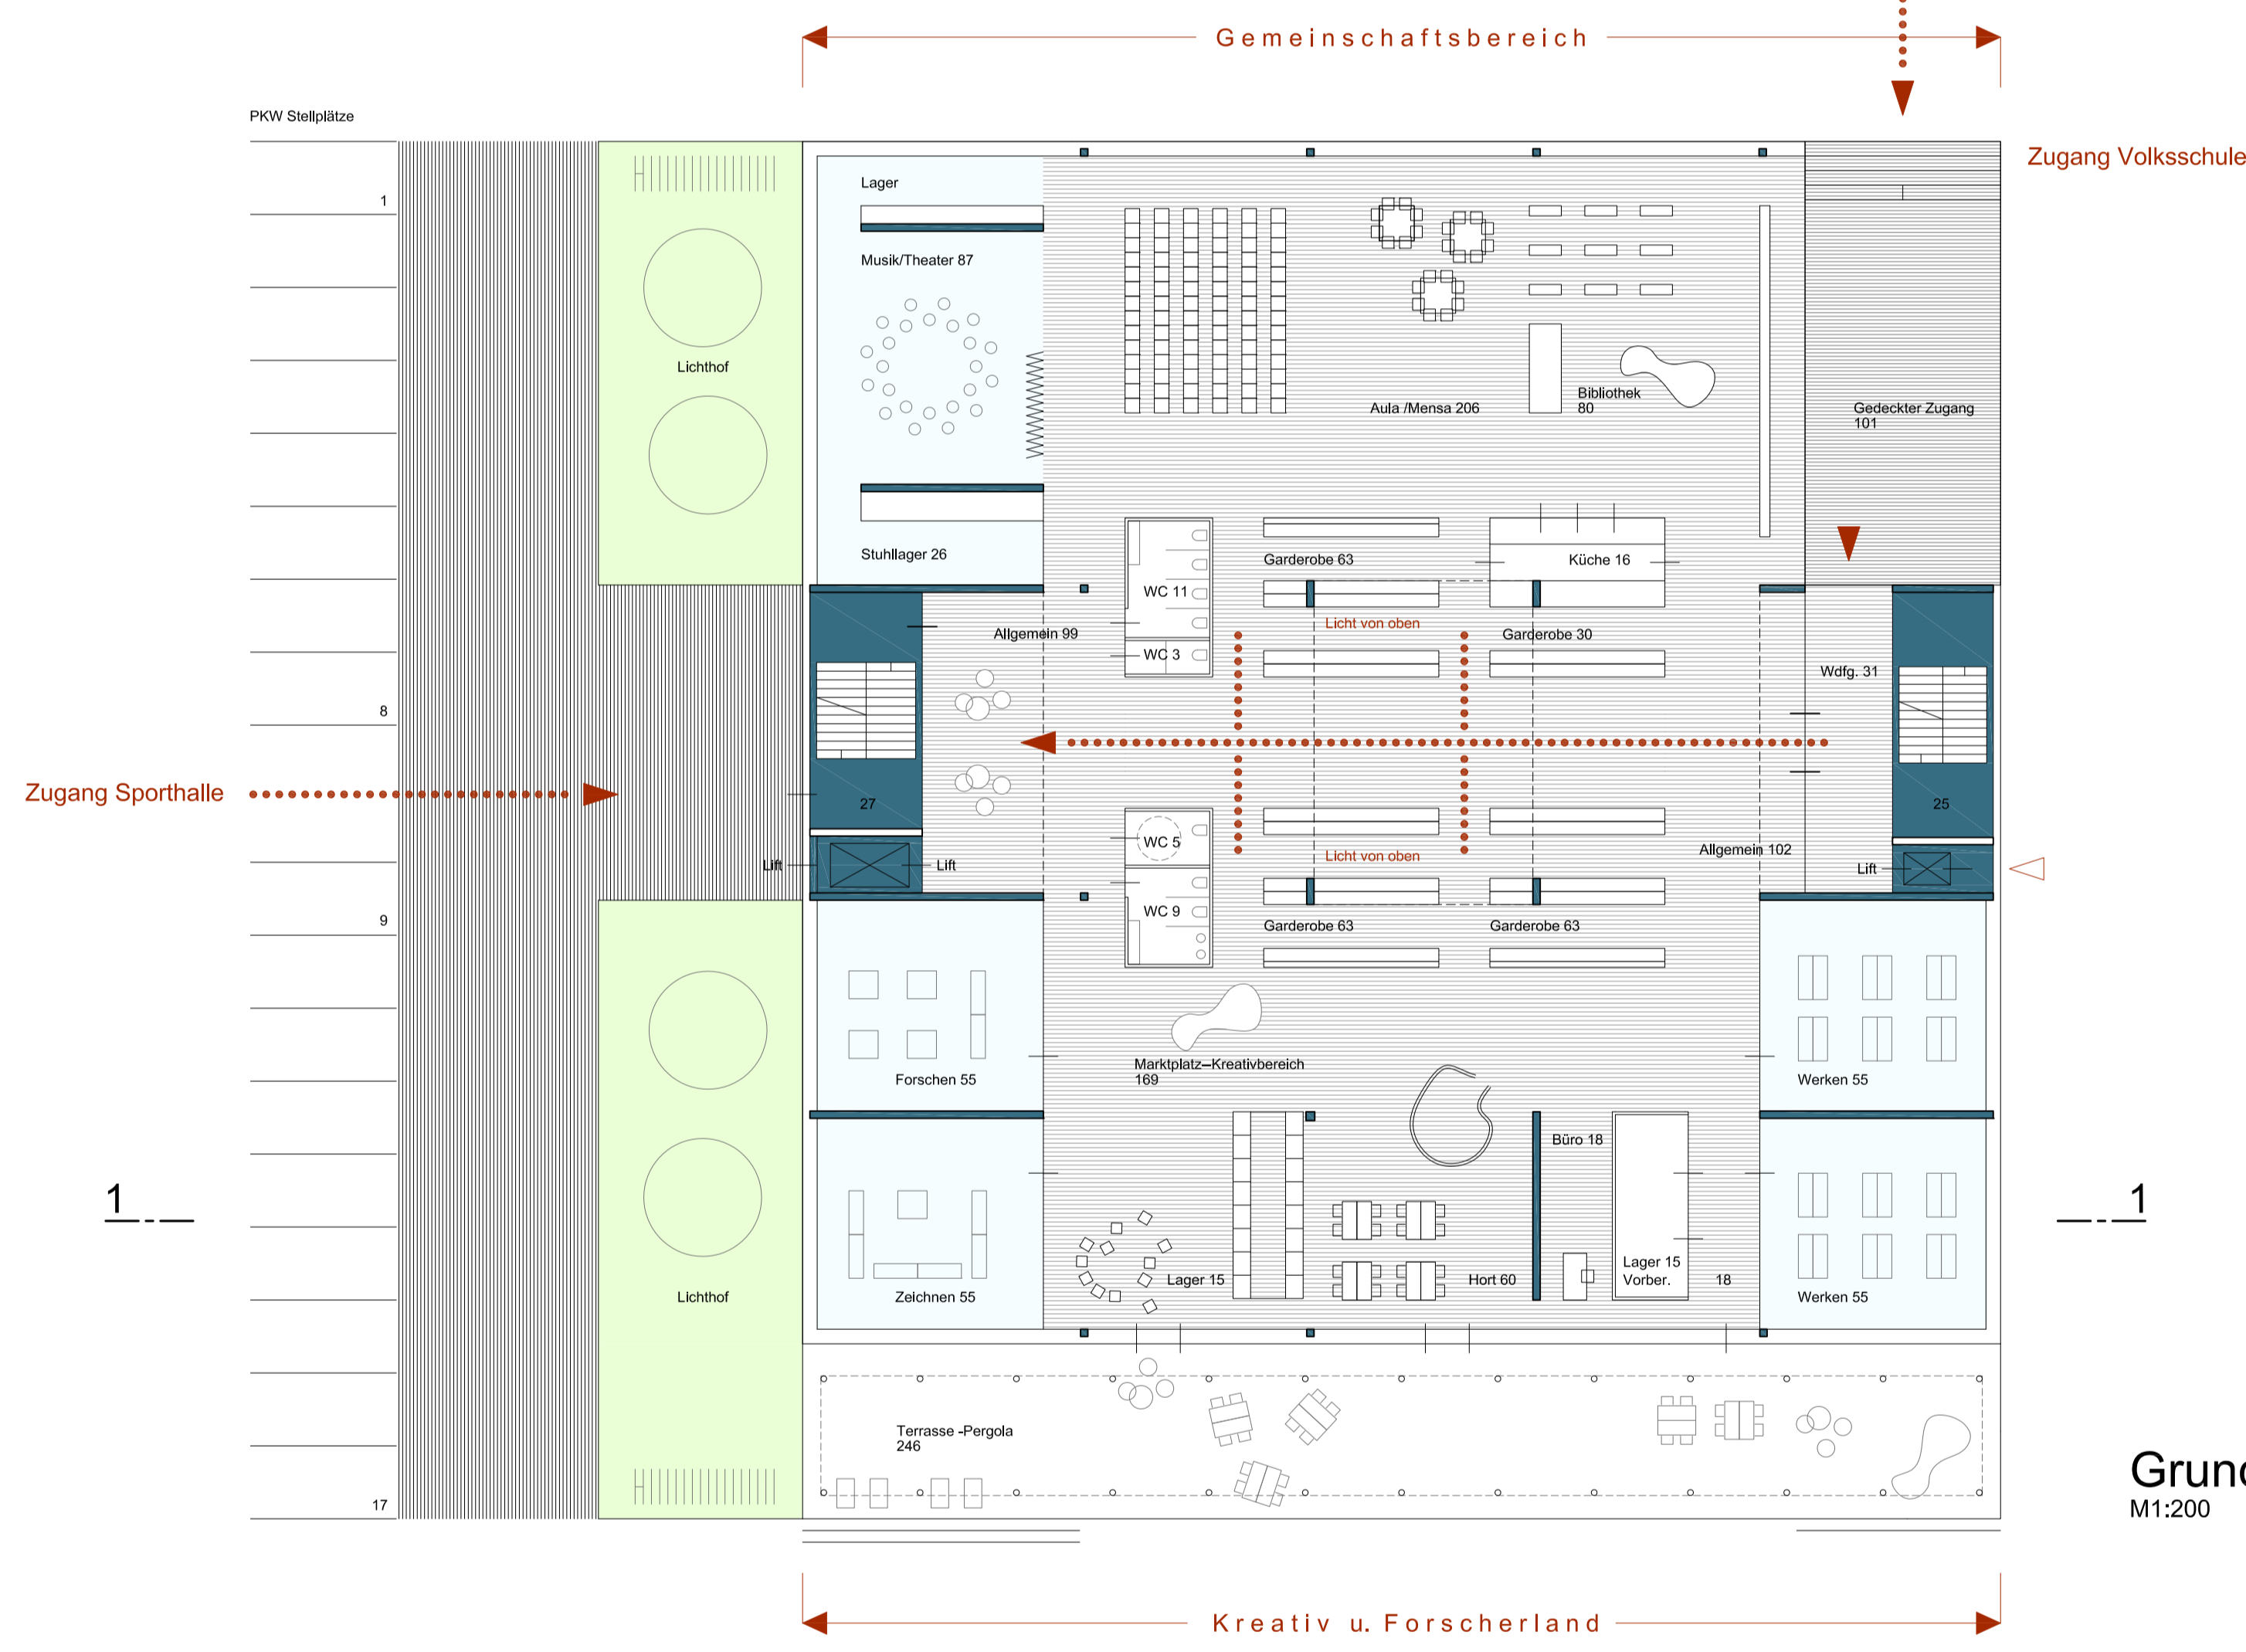 Gemeinschaftsbereich
PKW Stellplätze
Zugang Volksschule
Lager
1
Musik/Theater 87
Lichthof
Bibliothek
80
Aula /Mensa 206
Gedeckter Zugang
101
Stuhllager 26
Garderobe 63
Küche 16
WC 11
Licht von oben
Allgemein 99
Garderobe 30
WC 3
Wdfg. 31
8
Zugang Sporthalle
27
25
WC 5
Allgemein 102
Licht von oben
Lift
Lift
Lift
WC 9
9
Garderobe 63
Garderobe 63
Marktplatz–Kreativbereich
169
Forschen 55
Werken 55
Büro 18
1
1
Lager 15
Vorber.
Lager 15
Hort 60
18
Lichthof
Zeichnen 55
Werken 55
Terrasse -Pergola
246
17
M1:200
Kreativ u. Forscherland